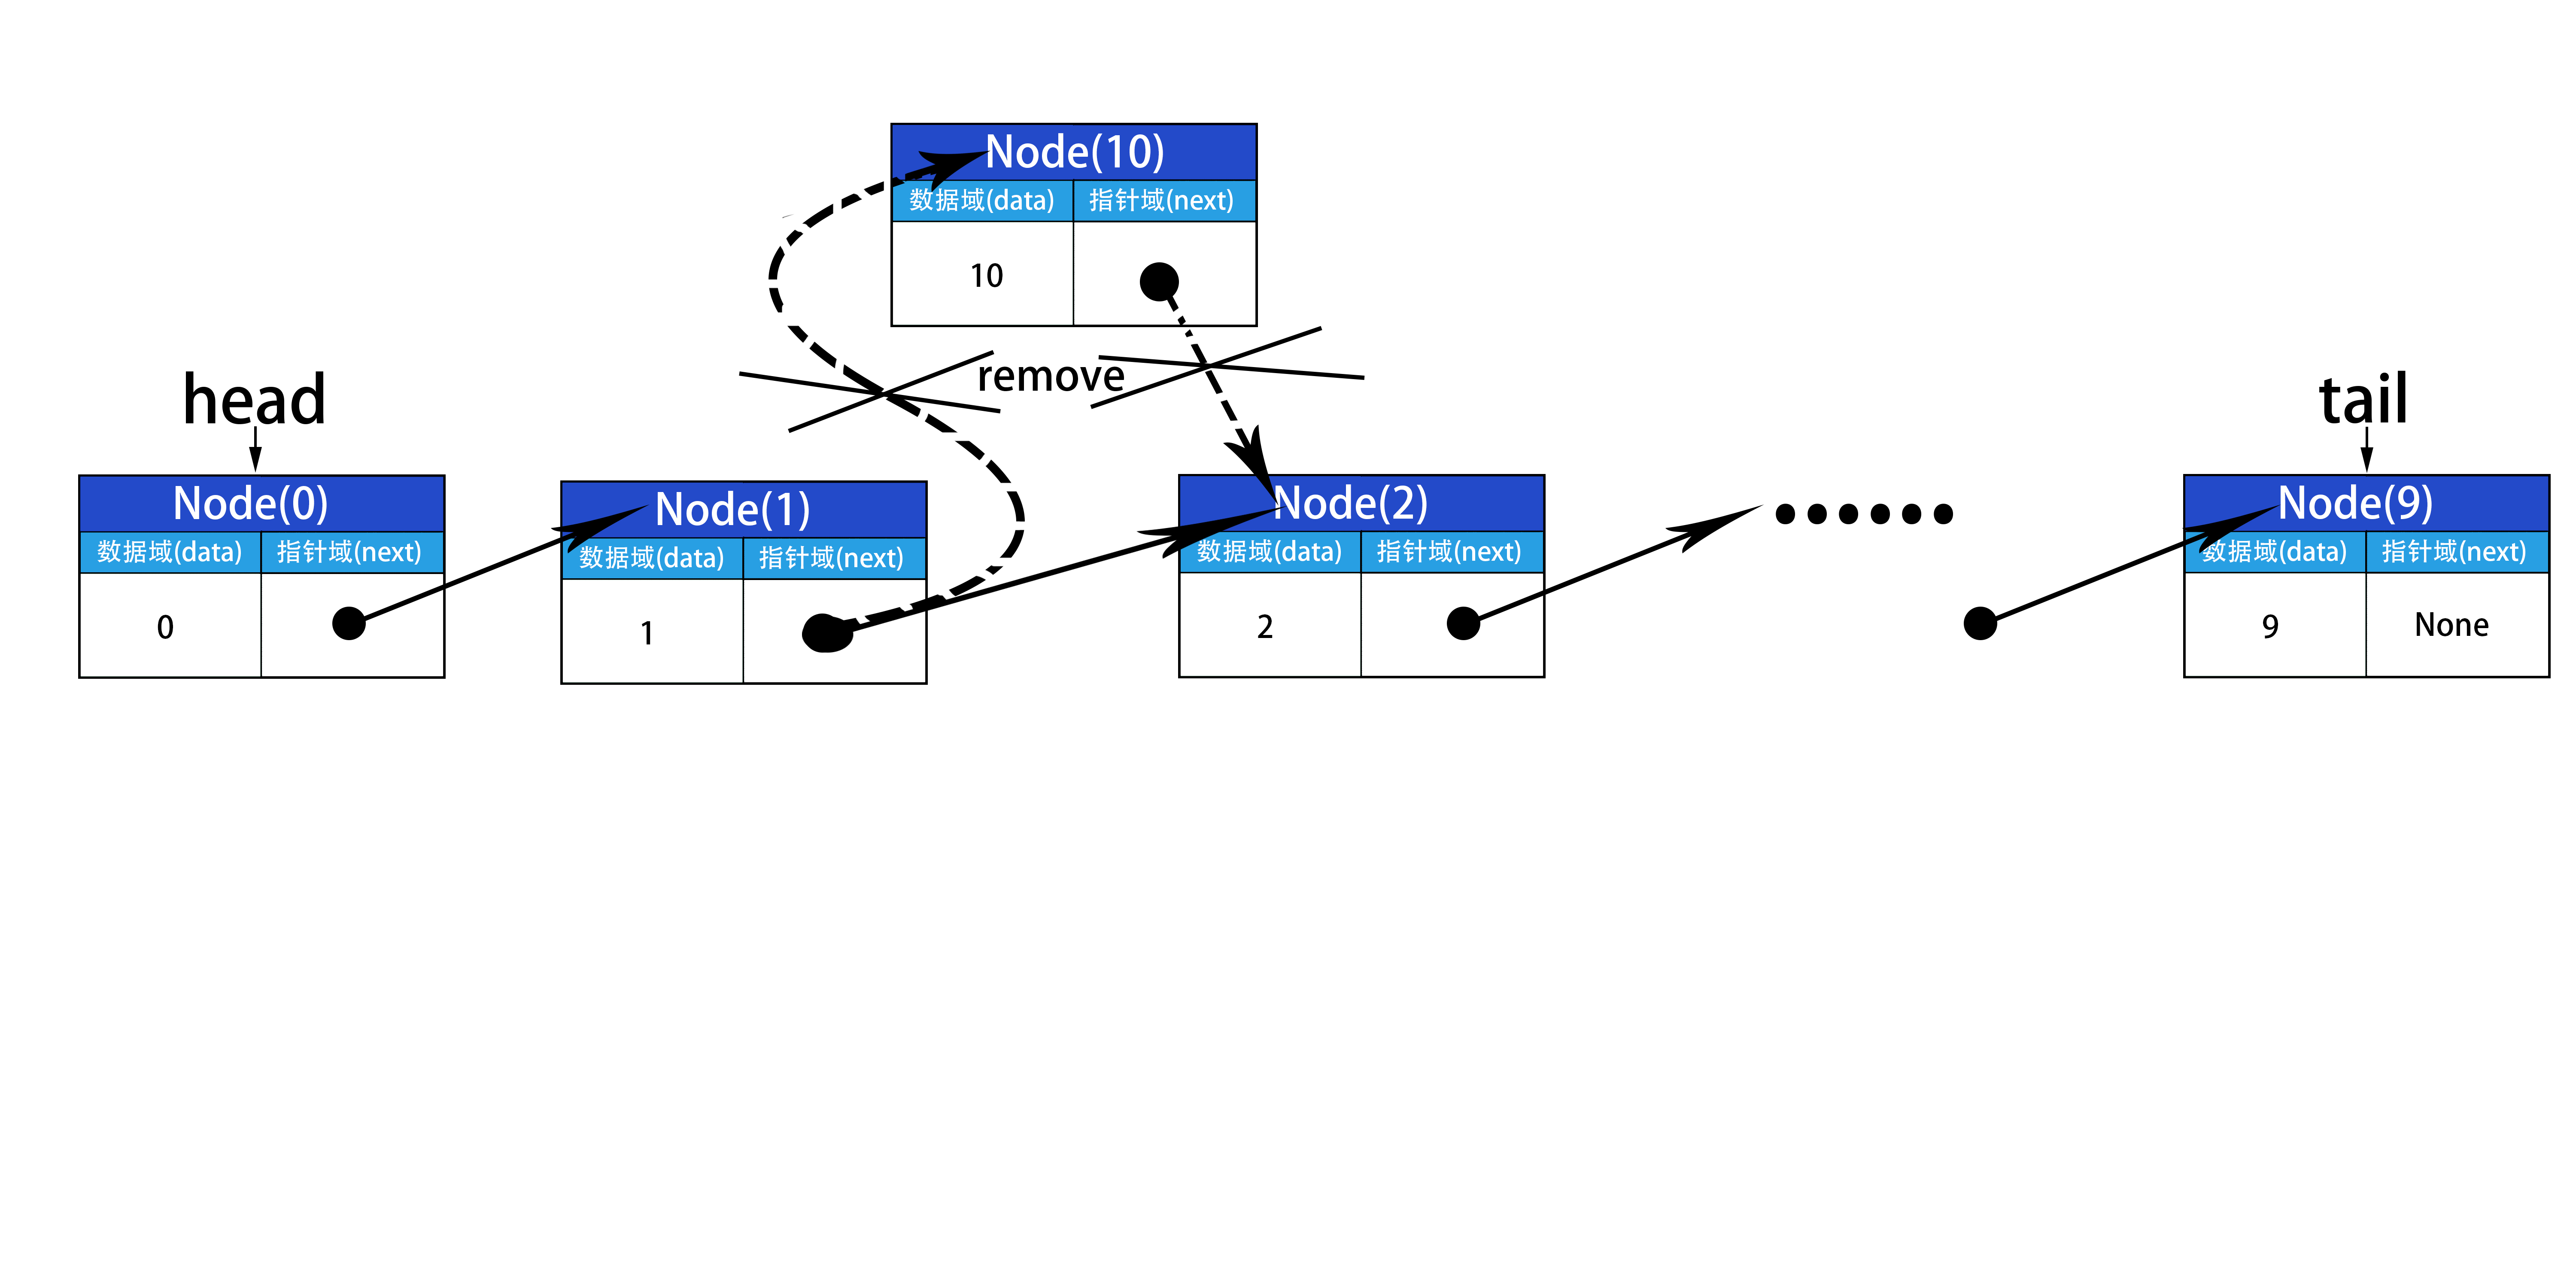 Node(10)
数据域(data) 指针域(next)
10
remove
head
tail
Node(0)
数据域(data) 指针域(next)
0
Node(1)
数据域(data) 指针域(next)
1
Node(2)
数据域(data) 指针域(next)
2
Node(9)
数据域(data) 指针域(next)
9 None